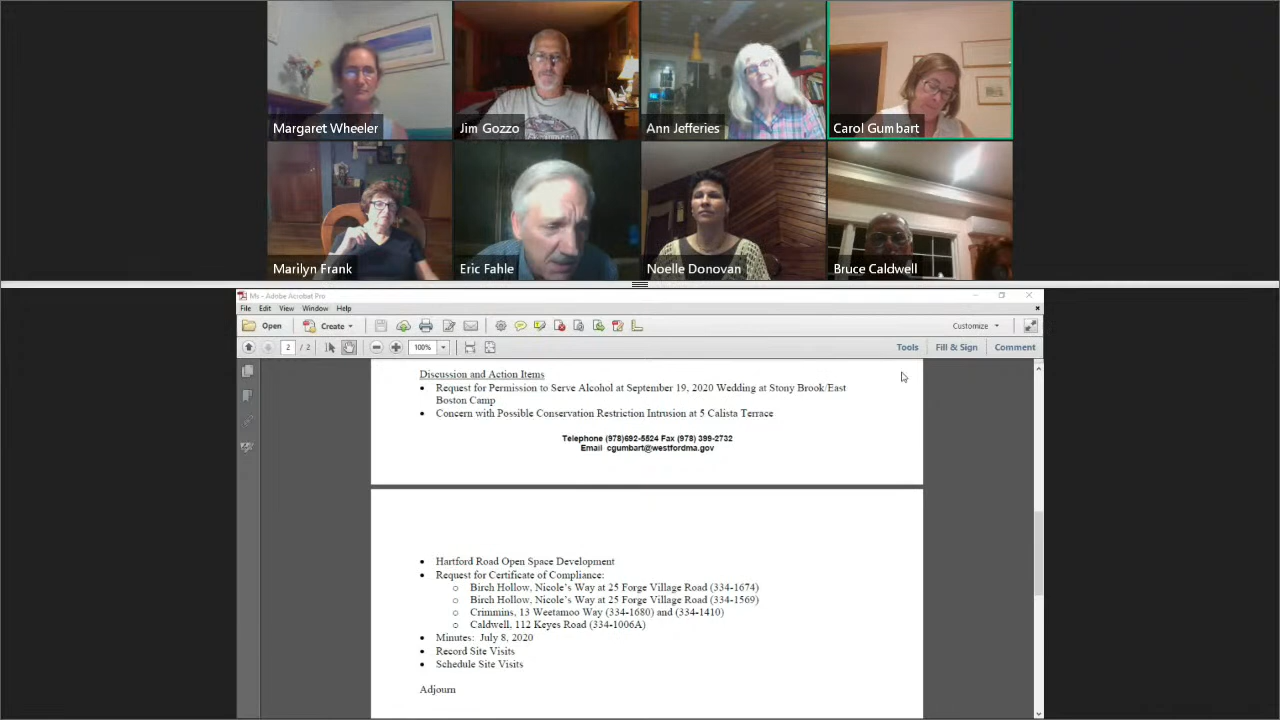 Margaret Wheeler
Jim Gozzo
Ann Jefferies
Carol Gumbart
Marilyn Frank
Eric Fahle
Noelle Donovan
Bruce Caldwell
Ms - Adobe Acrobat Pro
File Edit View Window Help
Open Create Customize
2 / 2 100% Tools Fill & Sign Comment
Discussion and Action Items
• Request for Permission to Serve Alcohol at September 19, 2020 Wedding at Stony Brook/East
Boston Camp
• Concern with Possible Conservation Restriction Intrusion at 5 Calista Terrace
Telephone (978)692-5524 Fax (978) 399-2732
Email cgumbart@westfordma.gov
• Hartford Road Open Space Development
• Request for Certificate of Compliance:
o Birch Hollow, Nicole's Way at 25 Forge Village Road (334-1674)
o Birch Hollow, Nicole's Way at 25 Forge Village Road (334-1569)
o Crimmins, 13 Weetamoo Way (334-1680) and (334-1410)
o Caldwell, 112 Keyes Road (334-1006A)
• Minutes: July 8, 2020
• Record Site Visits
• Schedule Site Visits
Adjourn